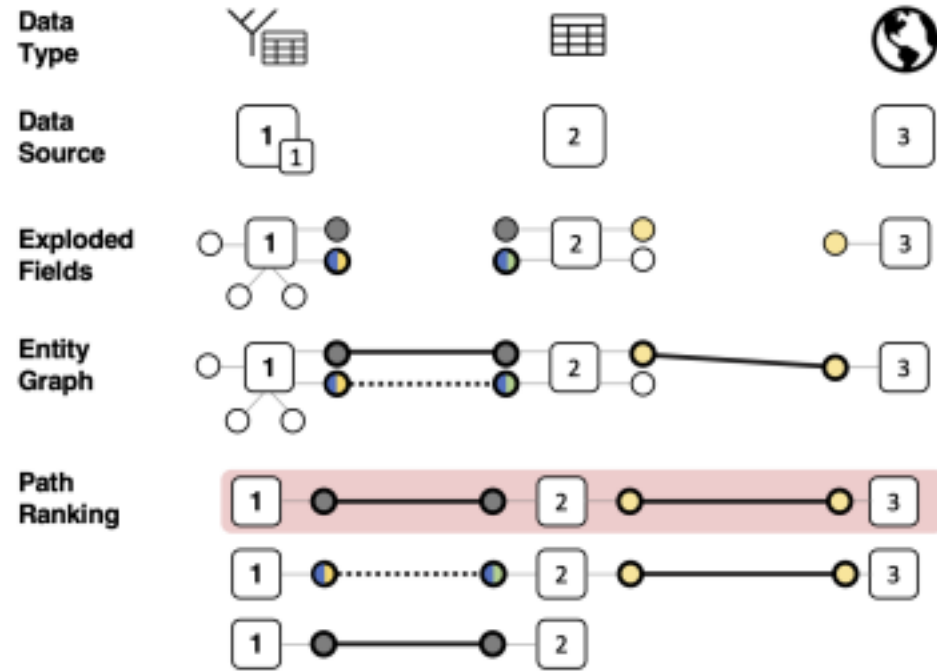 Data
Type
Data
Source
1
1
2
3
Exploded
Fields
1
2
3
Entity
Graph
1
2
3
Path
Ranking
1
2
3
1
2
3
1
2